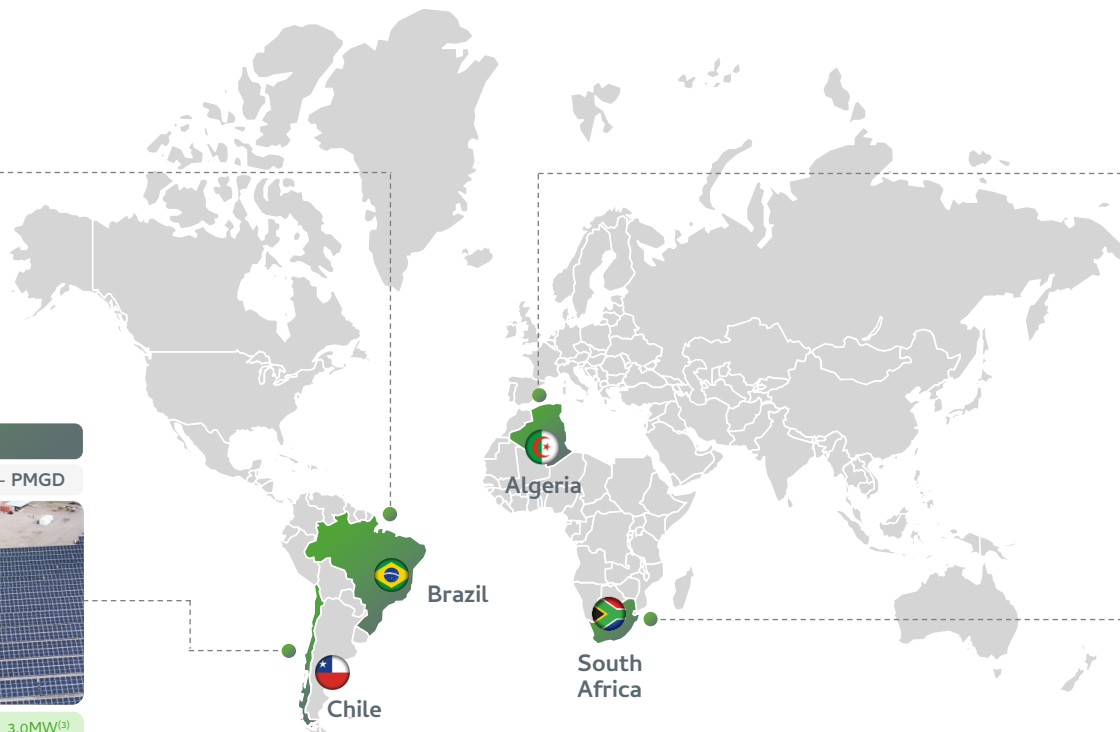 – PMGD
Algeria
Brazil
South
Africa
Chile
3.0MW(3)